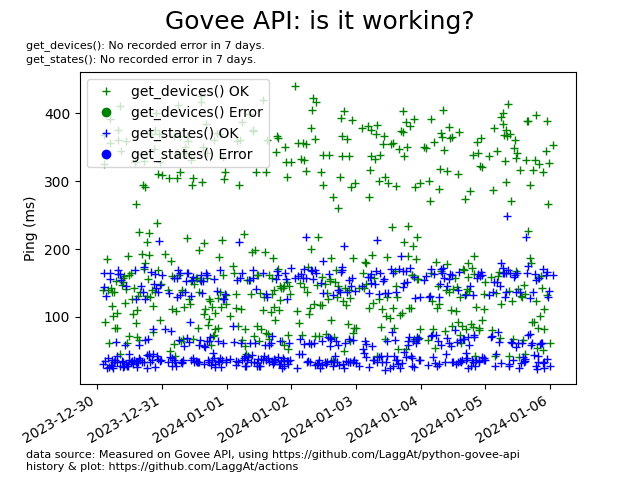 Govee API: is it working?
get_devices(): No recorded error in 7 days.
get_states(): No recorded error in 7 days.
get_devices() OK
get_devices() Error
get_states() OK
get_states() Error
400
300
200
100
Ping (ms)
2023-12-30
2023-12-31
2024-01-01
2024-01-02
2024-01-03
2024-01-04
2024-01-05
2024-01-06
data source: Measured on Govee API, using https://github.com/LaggAt/python-govee-api
history & plot: https://github.com/LaggAt/actions